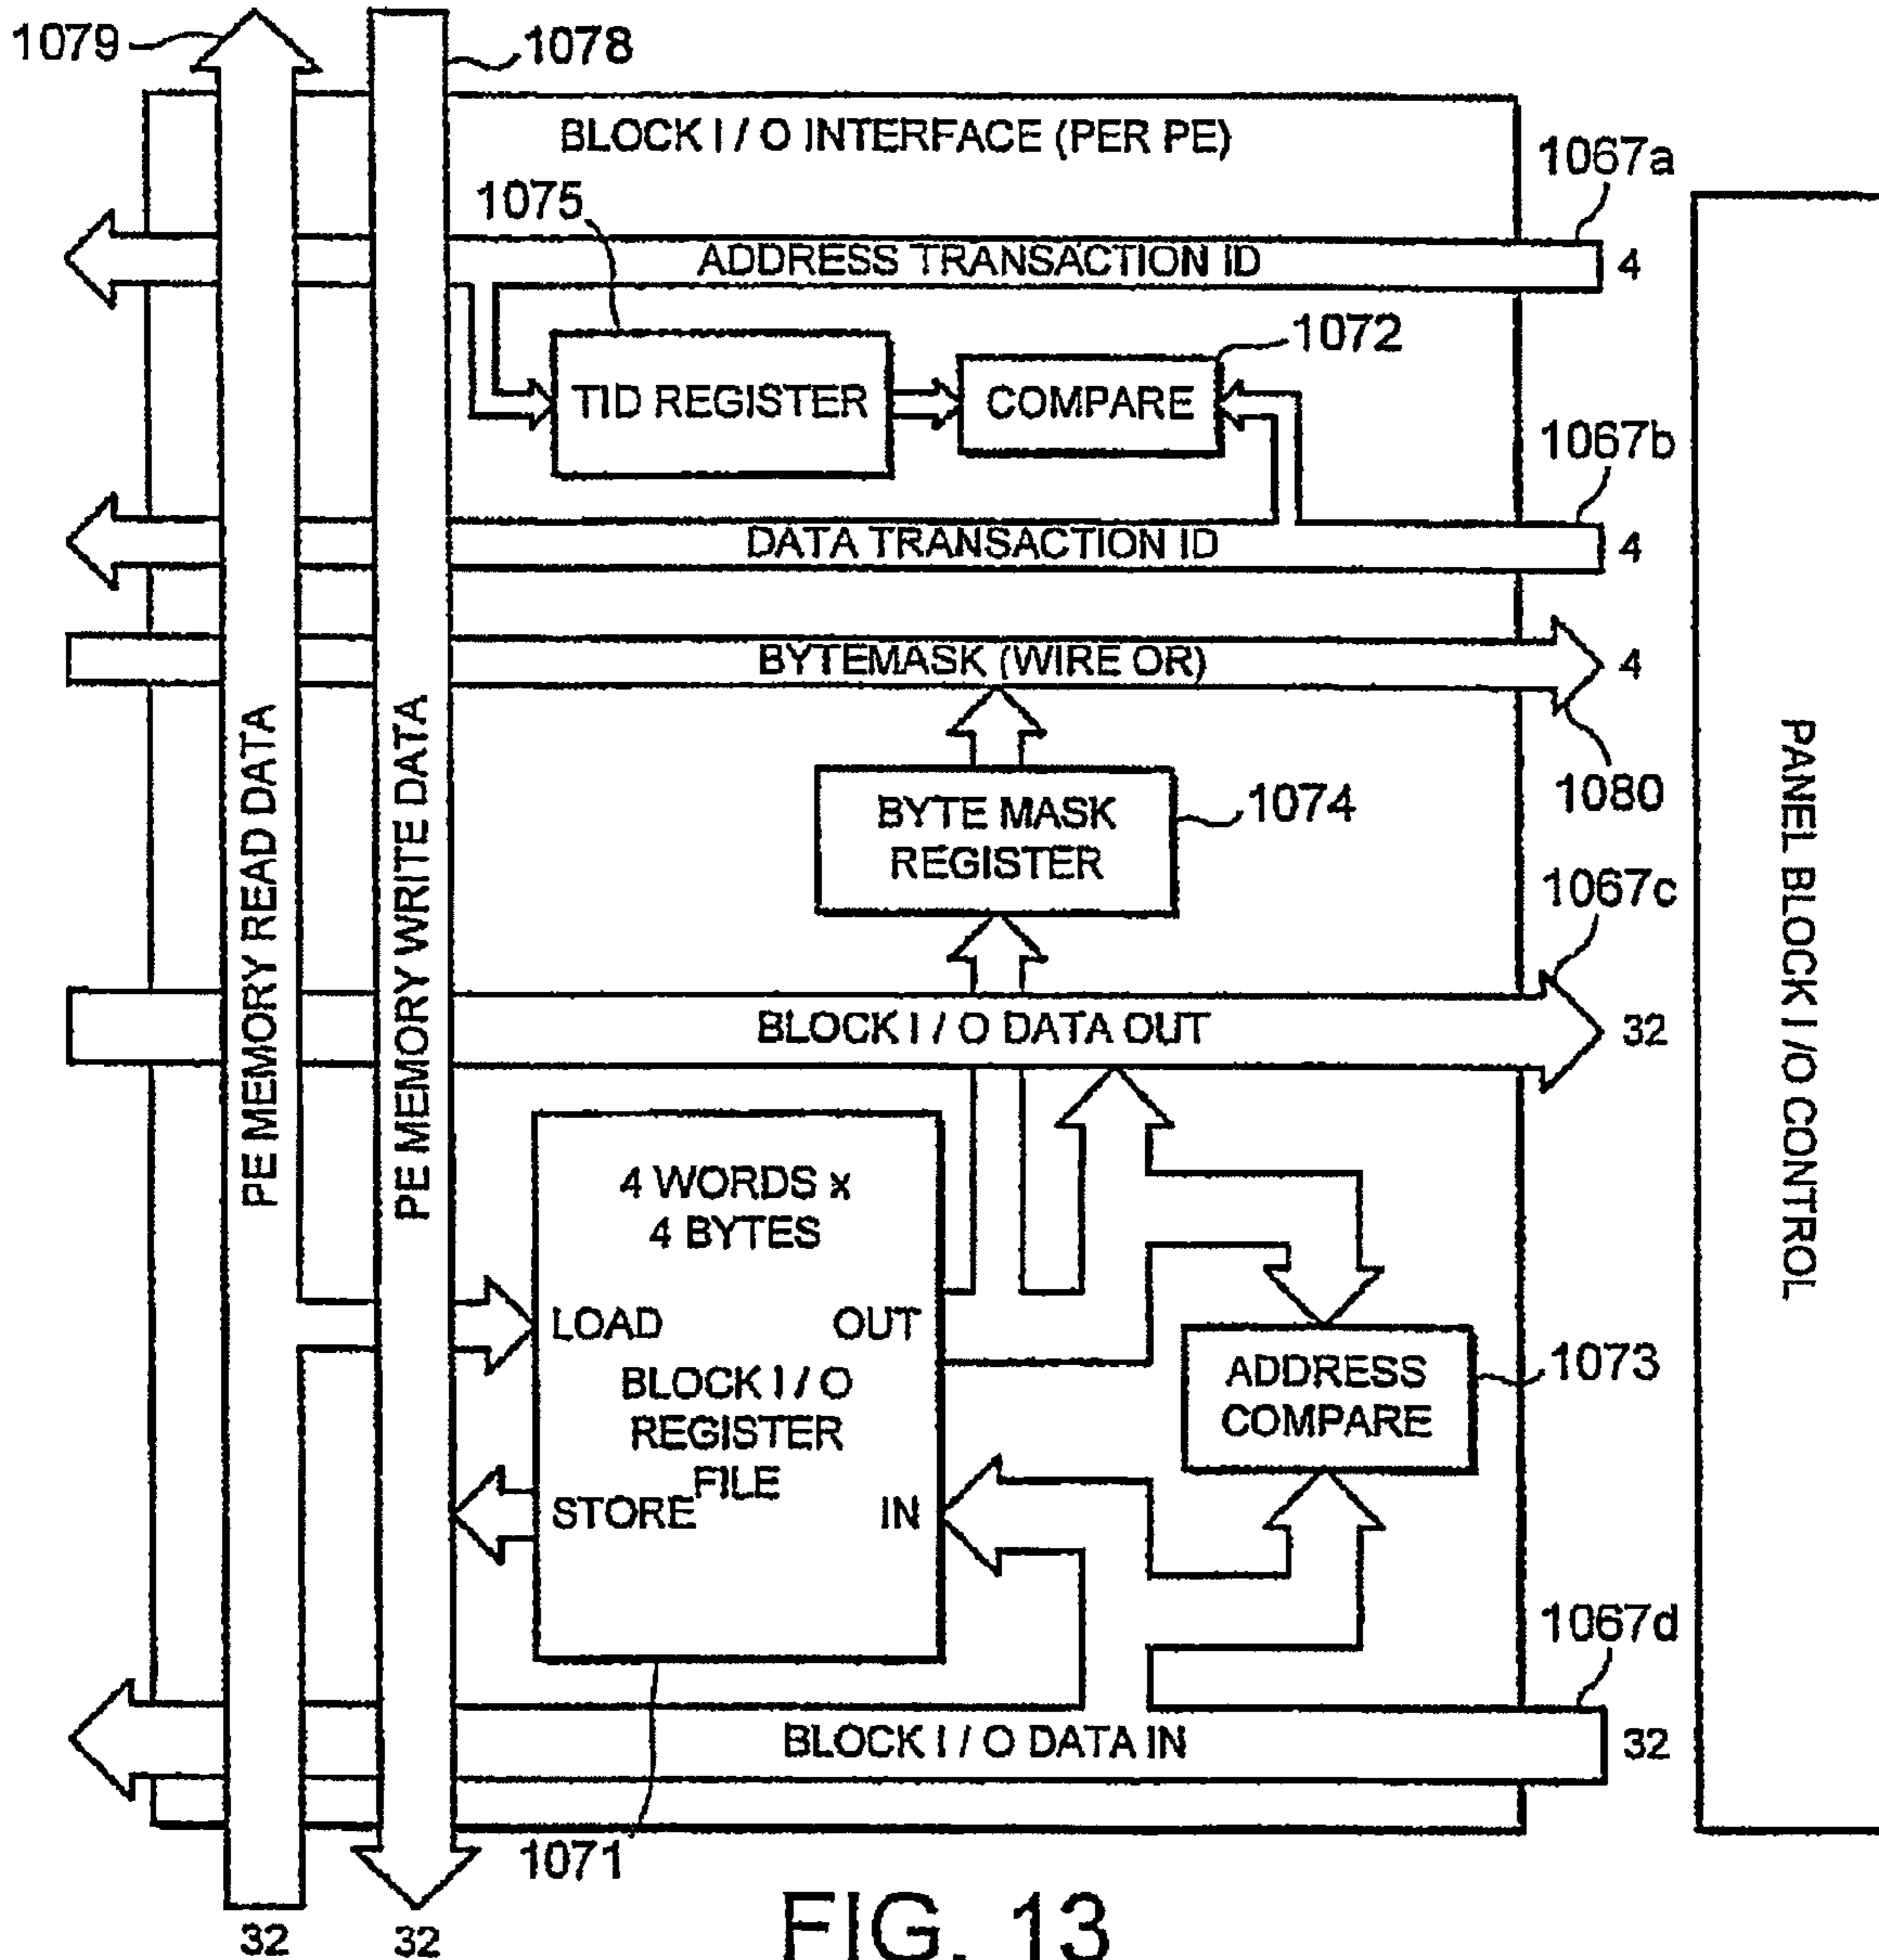 1079
1078
BLOCK I / O INTERFACE (PER PE)
1067a
1075
ADDRESS TRANSACTION ID
4
1072
TID REGISTER
COMPARE
1067b
DATA TRANSACTION ID
4
BYTEMASK (WIRE OR)
4
1080
BYTE MASK
REGISTER
1074
PE MEMORY READ DATA
PE MEMORY WRITE DATA
PANEL BLOCK I /O CONTROL
1067c
BLOCK I / O DATA OUT
32
4 WORDS x
4 BYTES
LOAD
OUT
BLOCK I / O
REGISTER
FILE
STORE
IN
ADDRESS
COMPARE
1073
1067d
BLOCK I / O DATA IN
32
1071
32
32
FIG. 13